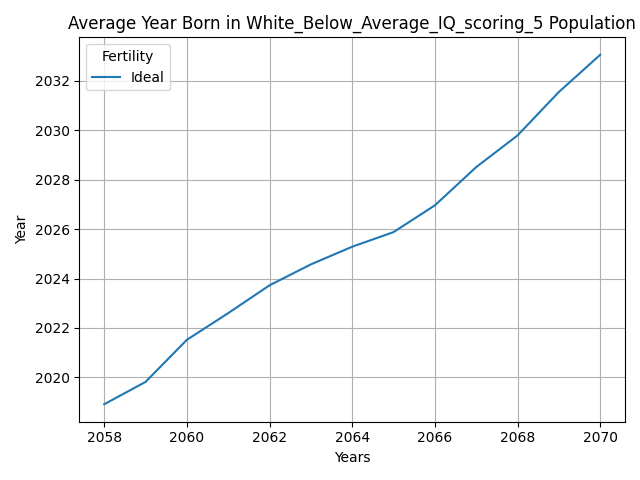 Average Year Born in White_Below_Average_IQ_scoring_5 Population
Fertility
Ideal
2032
2030
2028
2026
2024
2022
2020
Year
2058 2060 2062 2064 2066 2068 2070
Years